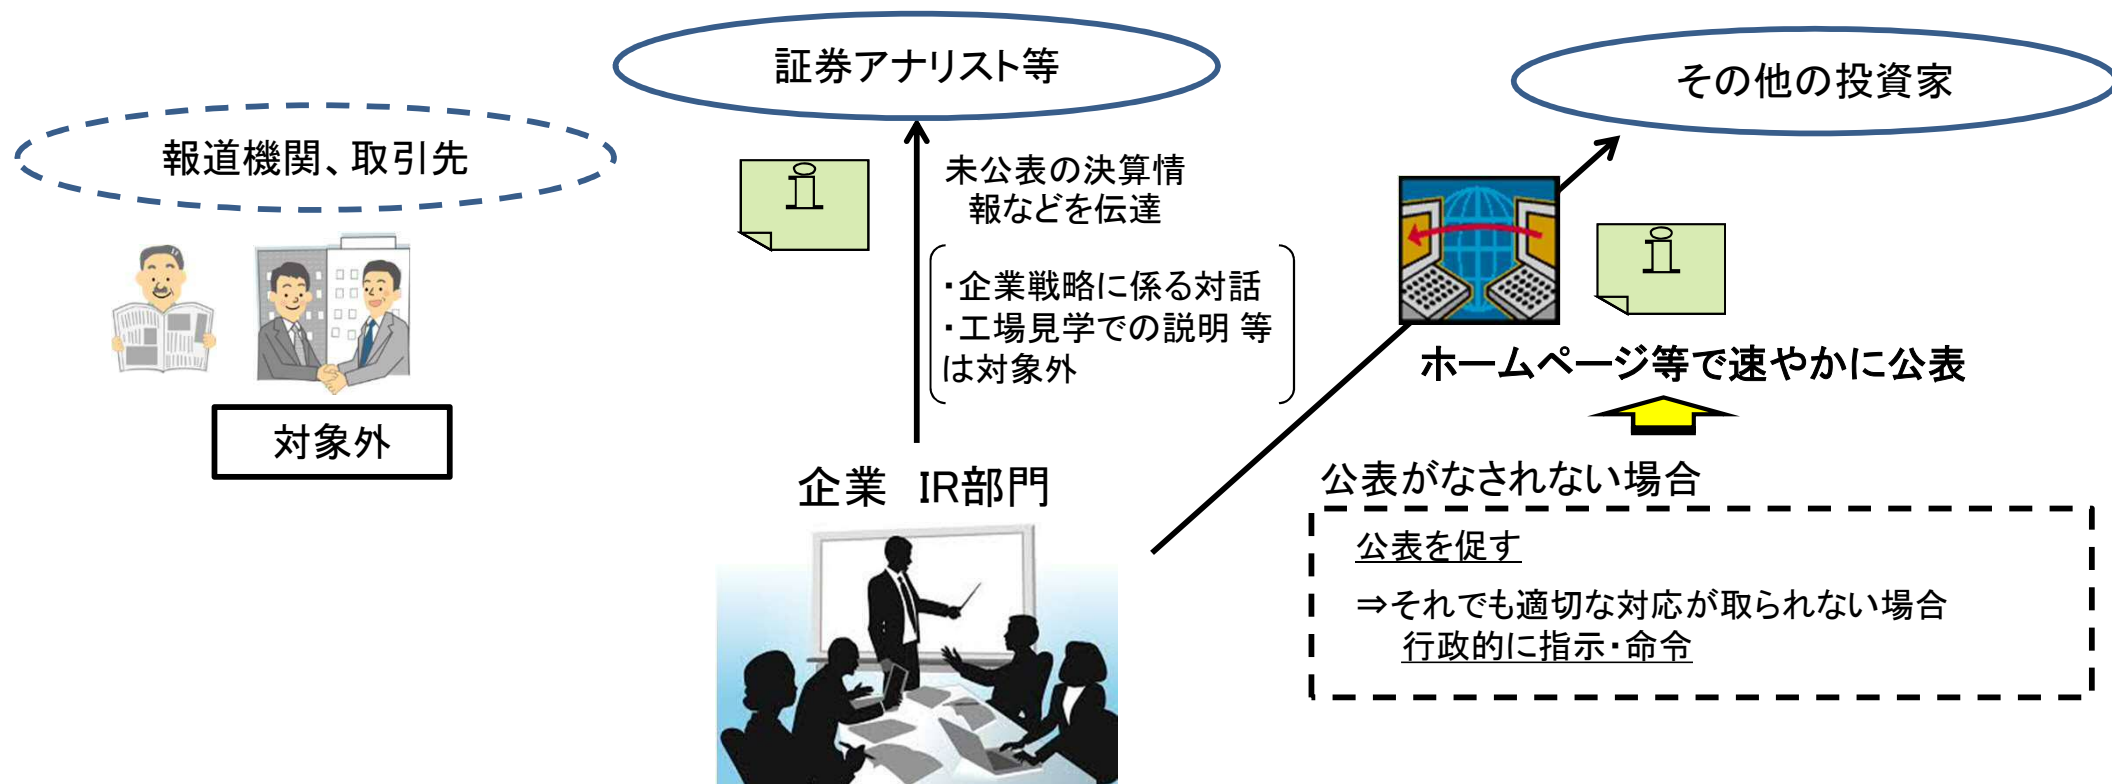 証券アナリスト等
その他の投資家
報道機関、取引先
未公表の決算情
報などを伝達
・企業戦略に係る対話
・工場見学での説明 等
は対象外
対象外
i
i
ホームページ等で速やかに公表
企業　IR部門
公表がなされない場合
公表を促す
⇒それでも適切な対応が取られない場合
行政的に指示・命令